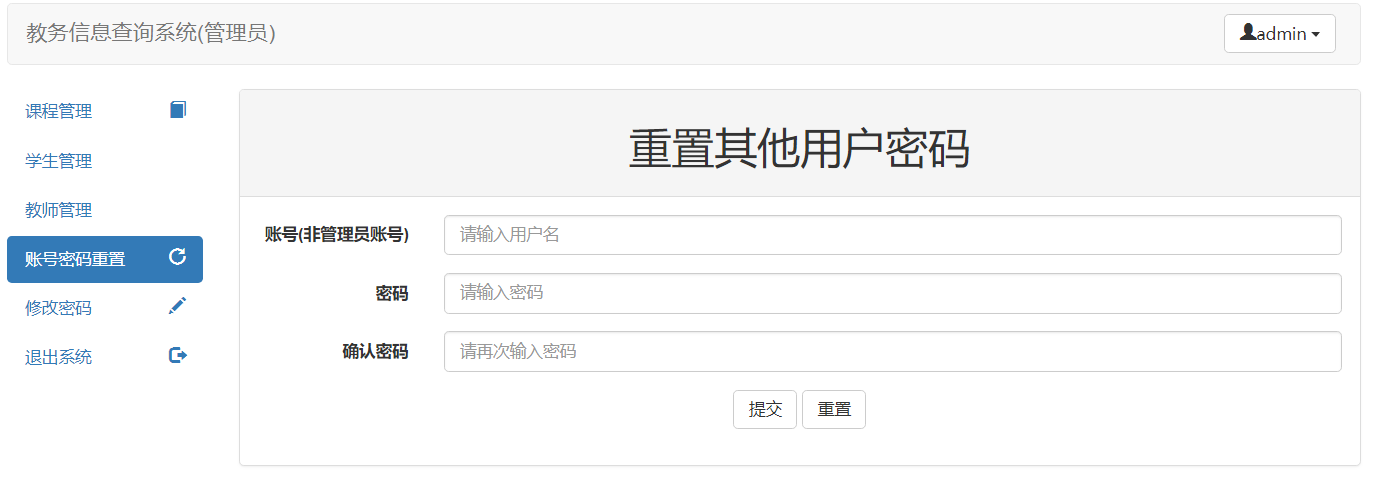 教务信息查询系统(管理员)
admin
课程管理
学生管理
教师管理
账号密码重置
修改密码
退出系统
重置其他用户密码
账号(非管理员账号)
请输入用户名
密码
请输入密码
确认密码
请再次输入密码
提交
重置